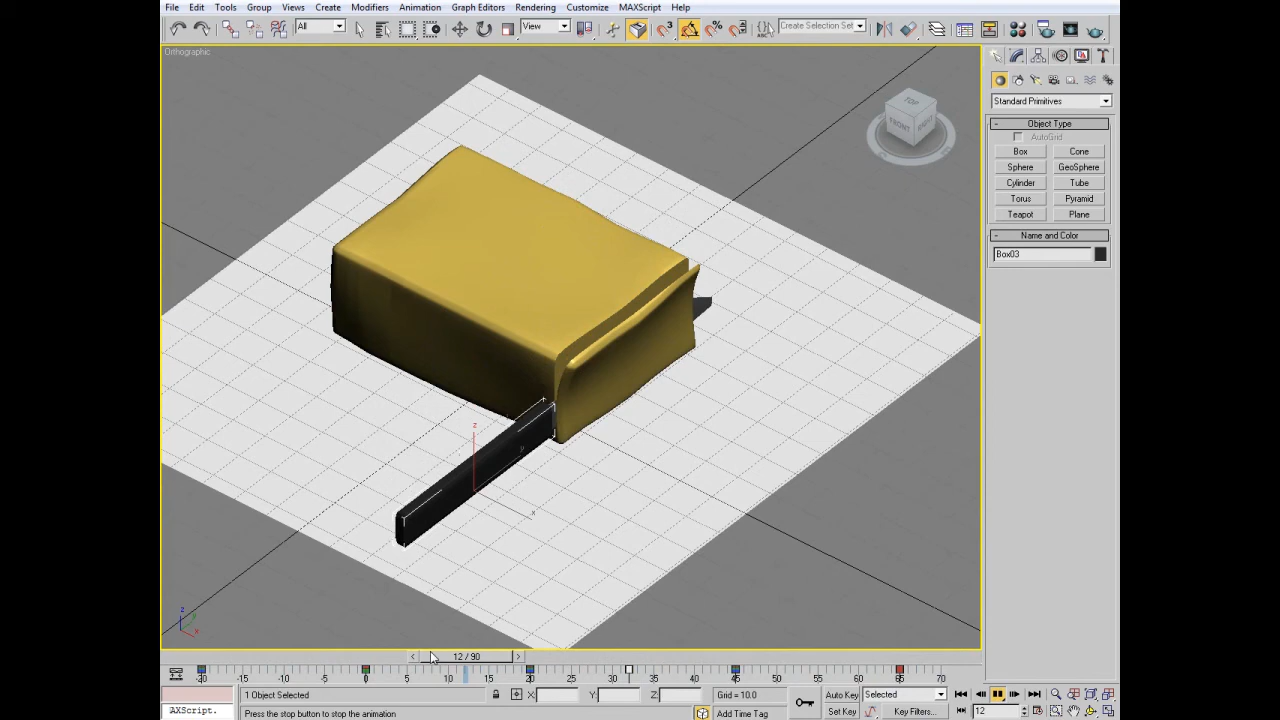 File Edit Tools Group Views Create Modifiers Animation Graph Editors Rendering Customize MAXScript Help
All View 3 Create Selection Set
Orthographic
TOP
FRONT RIGHT
Standard Primitives
- Object Type
AutoGrid
Box Cone
Sphere GeoSphere
Cylinder Tube
Torus Pyramid
Teapot Plane
- Name and Color
Box03
z
y
x
z
y
x
< 12 / 90 >
-20 -15 -10 -5 0 5 10 15 20 25 30 35 40 45 50 55 60 65 70
1 Object Selected X: Y: Z: Grid = 10.0 Auto Key Selected
AXScript. Press the stop button to stop the animation Add Time Tag Set Key Key Filters... 12